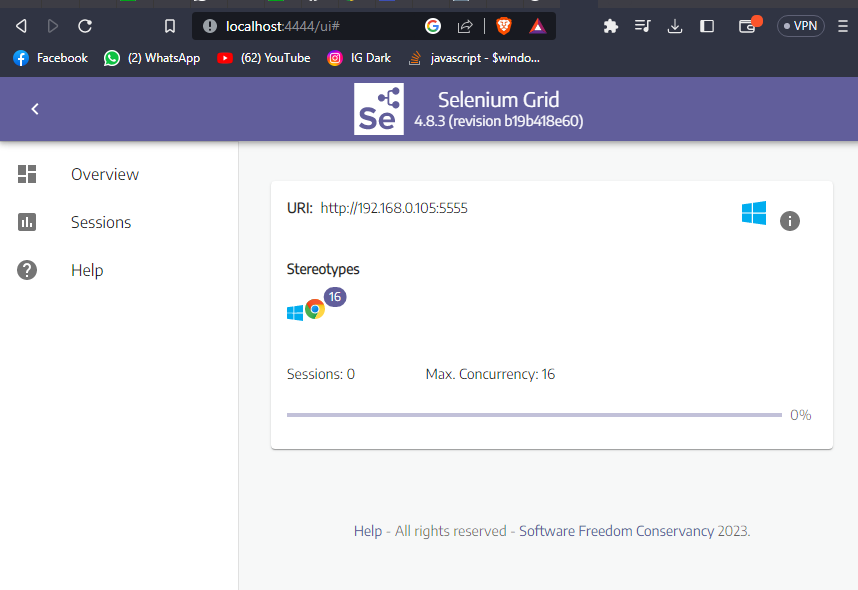 localhost:4444/ui#
VPN
Facebook
(2) WhatsApp
(62) YouTube
IG Dark
javascript - $windo...
Se
Selenium Grid
4.8.3 (revision b19b418e60)
Overview
Sessions
Help
URI: http://192.168.0.105:5555
Stereotypes
16
Sessions: 0
Max. Concurrency: 16
0%
Help - All rights reserved - Software Freedom Conservancy 2023.